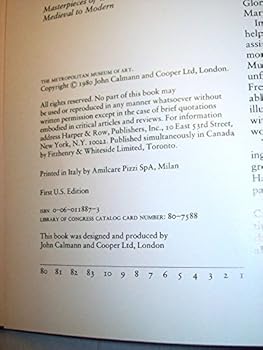 Masterpieces of
Medieval to Modern
THE METROPOLITAN MUSEUM OF ART.
Copyright © 1980 John Calmann and Cooper Ltd, London.
All rights reserved. No part of this book may
be used or reproduced in any manner whatsoever without
written permission except in the case of brief quotations
embodied in critical articles and reviews. For information
address Harper & Row, Publishers, Inc., 10 East 53rd Street,
New York, N.Y. 10022. Published simultaneously in Canada
by Fitzhenry & Whiteside Limited, Toronto.
Printed in Italy by Amilcare Pizzi SpA, Milan
First U.S. Edition
ISBN 0-06-011887-3
LIBRARY OF CONGRESS CATALOG CARD NUMBER: 80-7588
This book was designed and produced by
John Calmann and Cooper Ltd, London
80 81 82 83 10 9 8 7 6 5 4 3 2 1